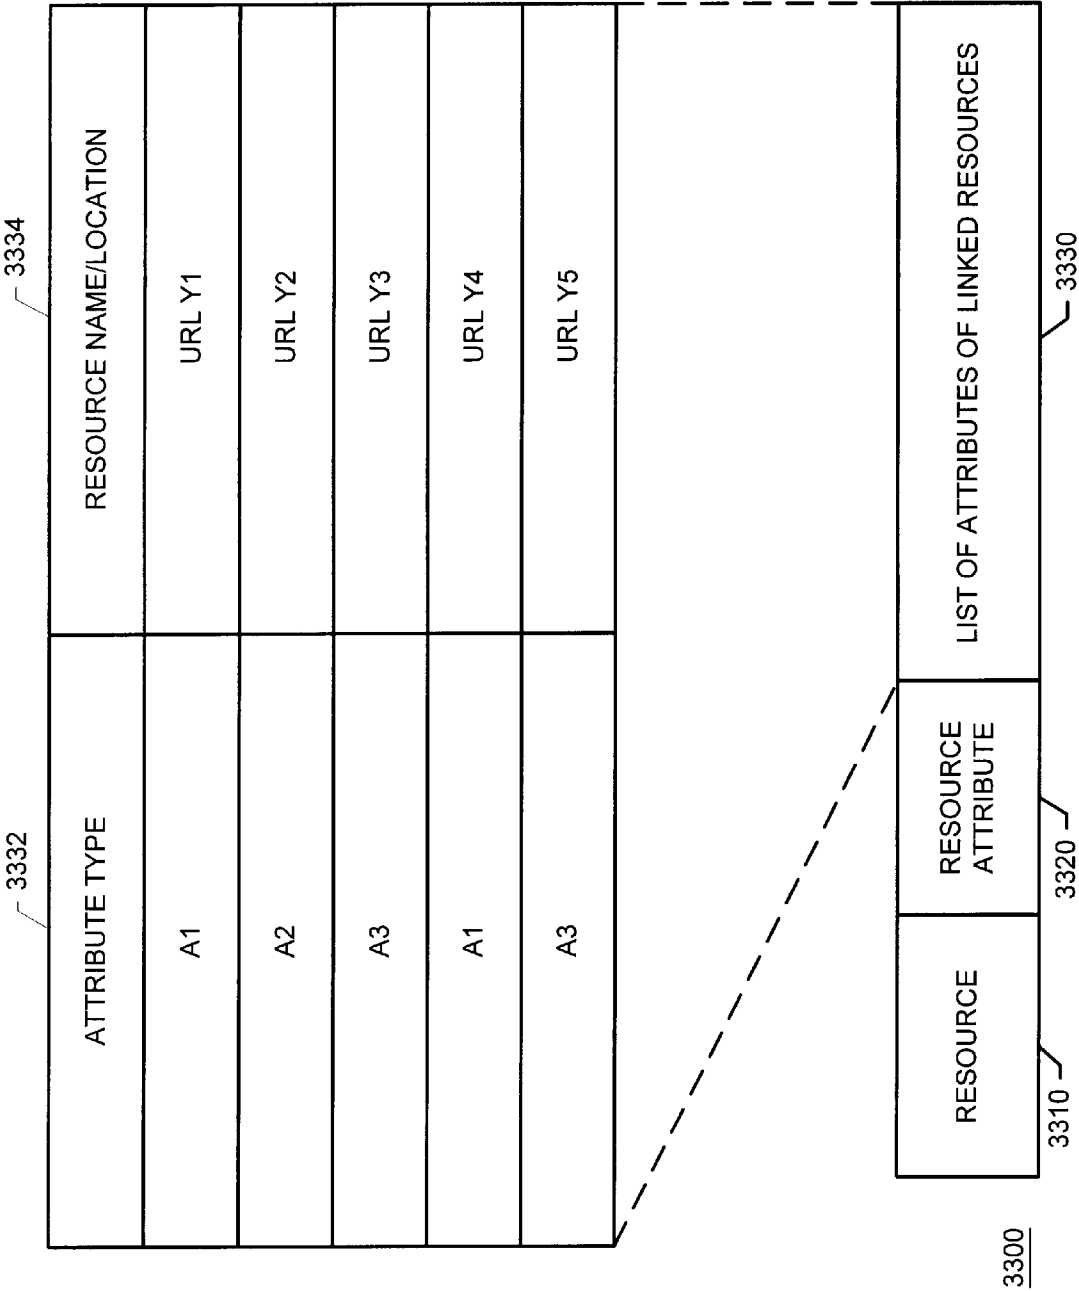 3332
3334
ATTRIBUTE TYPE
RESOURCE NAME/LOCATION
A1
URL Y1
A2
URL Y2
A3
URL Y3
A1
URL Y4
A3
URL Y5
RESOURCE
RESOURCE
ATTRIBUTE
LIST OF ATTRIBUTES OF LINKED RESOURCES
3310
3320
3330
3300